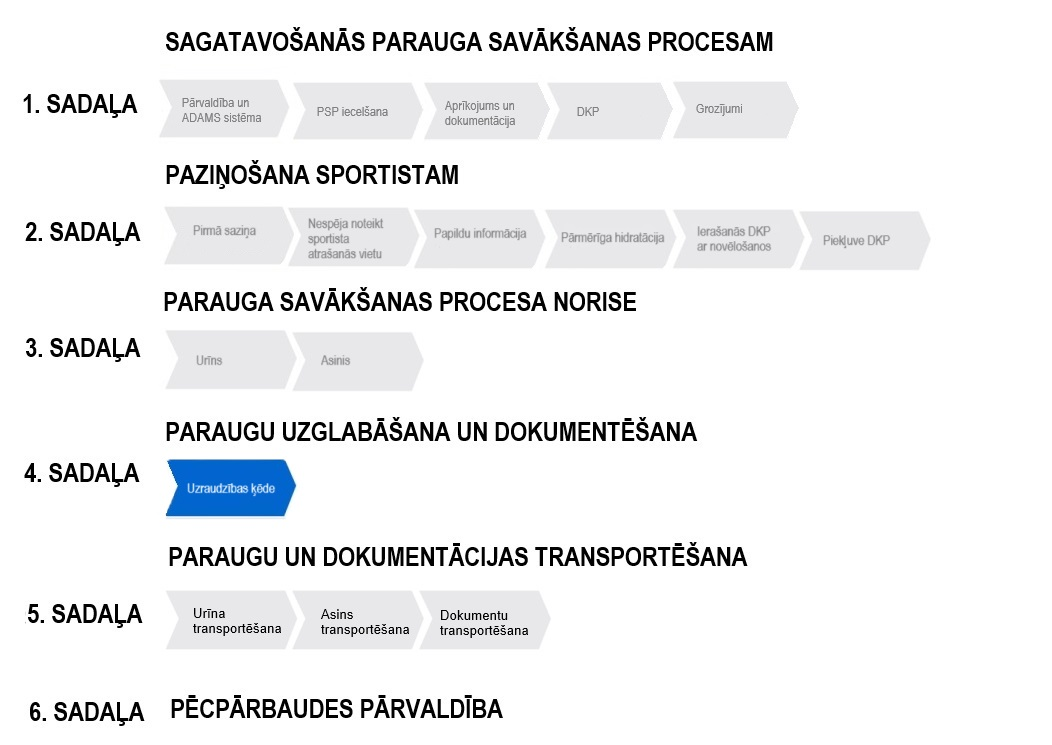 SAGATAVOŠANĀS PARAUGA SAVĀKŠANAS PROCESAM
1. SADAĻA
Pārvaldība un
ADAMS sistēma
PSP iecelšana
Aprīkojums un
dokumentācija
DKP
Grozījumi
PAZIŅOŠANA SPORTISTAM
2. SADAĻA
Pirmā saziņa
Nespēja noteikt
sportista
atrašanās vietu
Papildu informācija
Pārmērīga hidratācija
Ierašanās DKP
ar novēlošanos
Piekļuve DKP
PARAUGA SAVĀKŠANAS PROCESA NORISE
3. SADAĻA
Urīns
Asinis
PARAUGU UZGLABĀŠANA UN DOKUMENTĒŠANA
4. SADAĻA
Uzraudzības ķēde
PARAUGU UN DOKUMENTĀCIJAS TRANSPORTĒŠANA
5. SADAĻA
Urīna
transportēšana
Asins
transportēšana
Dokumentu
transportēšana
6. SADAĻA
PĒCPĀRBAUDES PĀRVALDĪBA